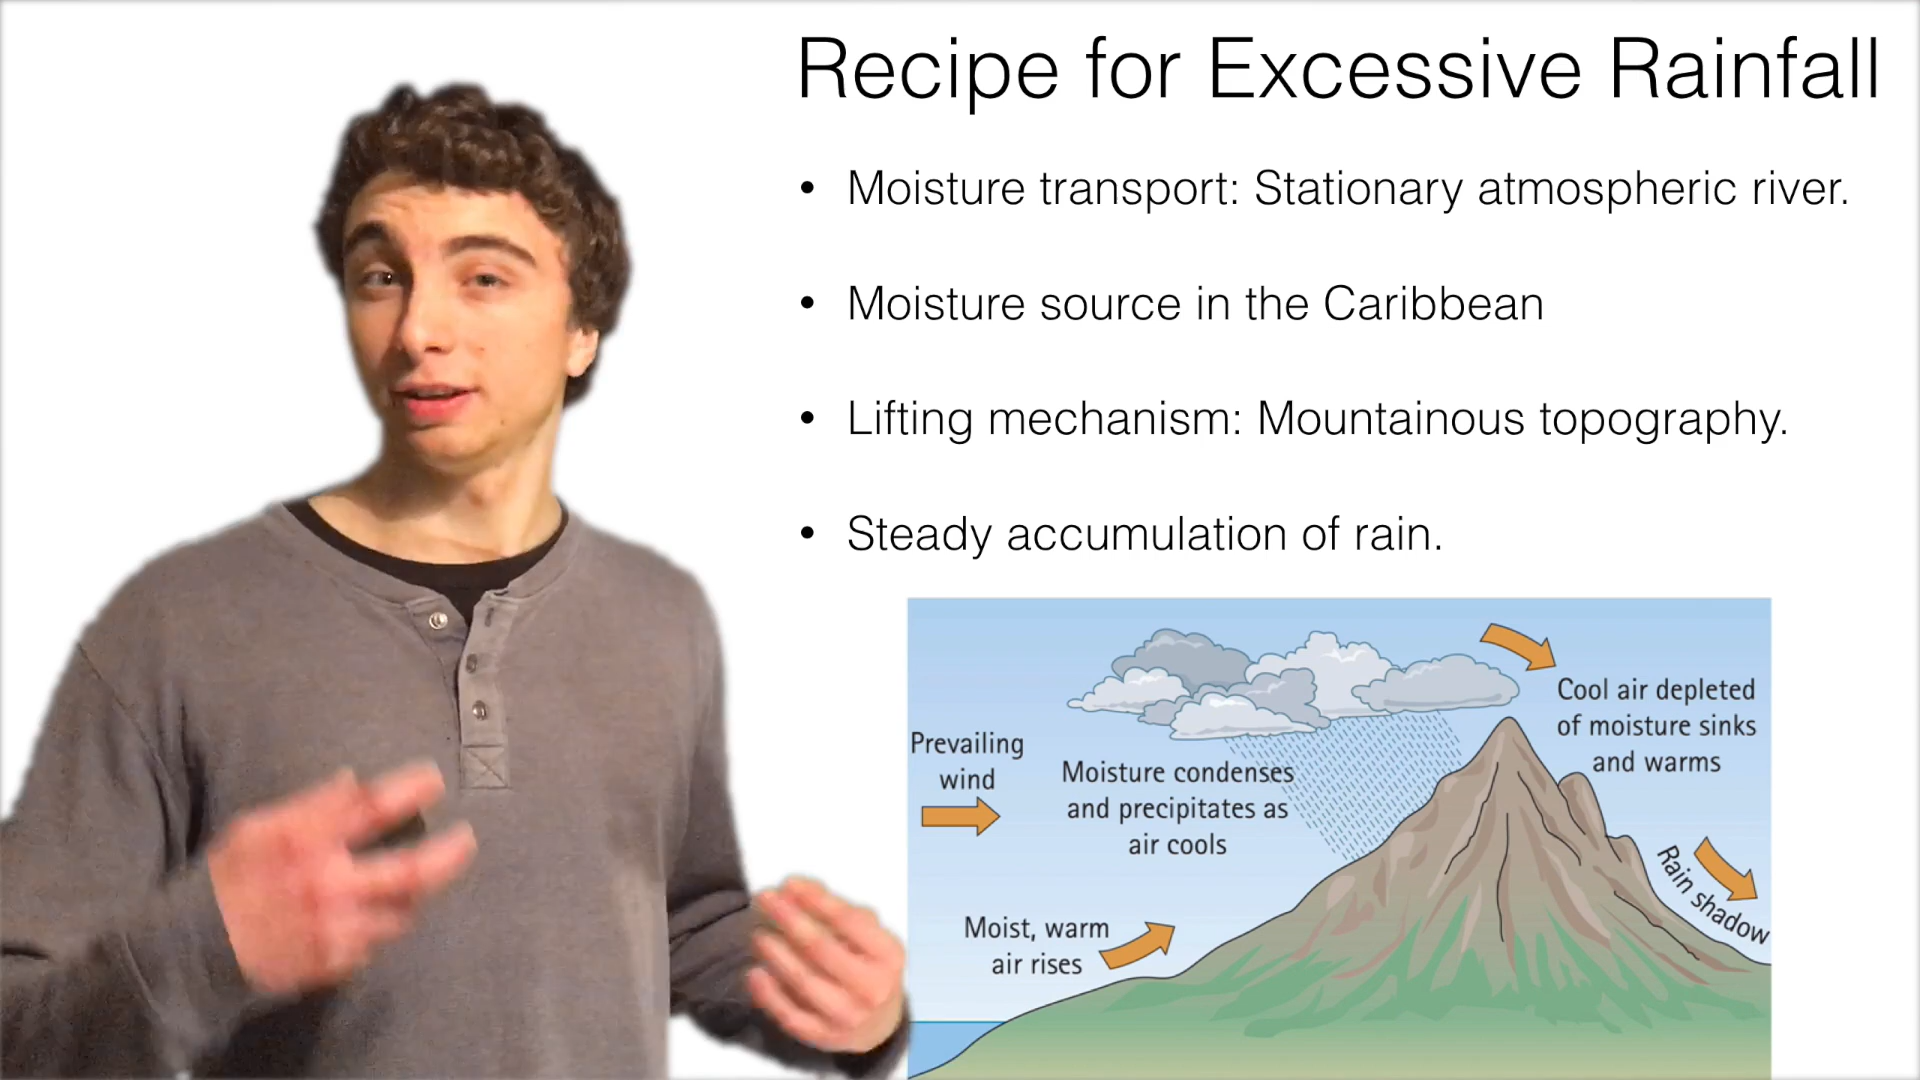 Recipe for Excessive Rainfall
• Moisture transport: Stationary atmospheric river.
• Moisture source in the Caribbean
• Lifting mechanism: Mountainous topography.
• Steady accumulation of rain.
Prevailing
wind
Moisture condenses
and precipitates as
air cools
Moist, warm
air rises
Cool air depleted
of moisture sinks
and warms
Rain shadow